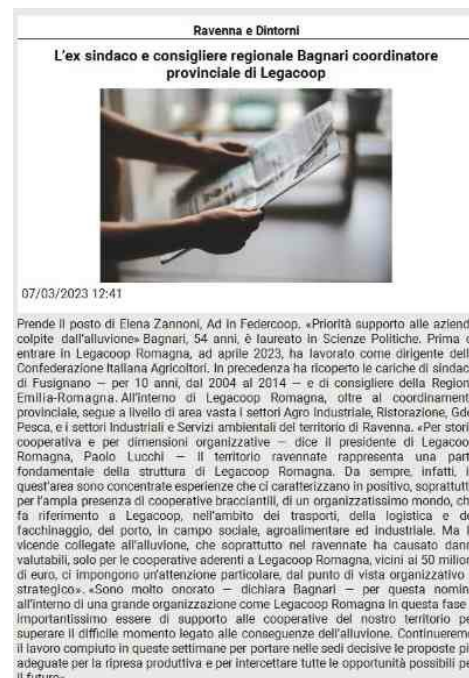 Ravenna e Dintorni
L'ex sindaco e consigliere regionale Bagnari coordinatore
provinciale di Legacoop
07/03/2023 12:41
Prende il posto di Elena Zannoni, Ad in Federcoop. «Priorità supporto alle aziend
colpite dall'alluvione» Bagnari, 54 anni, è laureato in Scienze Politiche. Prima d
entrare in Legacoop Romagna, ad aprile 2023, ha lavorato come dirigente dell
Confederazione Italiana Agricoltori. In precedenza ha ricoperto le cariche di sindac
di Fusignano — per 10 anni, dal 2004 al 2014 — e di consigliere della Region
Emilia-Romagna. All'interno di Legacoop Romagna, oltre al coordinament
provinciale, segue a livello di area vasta i settori Agro Industriale, Ristorazione, Gdo
Pesca, e i settori Industriali e Servizi ambientali del territorio di Ravenna. «Per stori
cooperativa e per dimensioni organizzative — dice il presidente di Legacoo
Romagna, Paolo Lucchi — il territorio ravennate rappresenta una part
fondamentale della struttura di Legacoop Romagna. Da sempre, infatti, i
quest'area sono concentrate esperienze che ci caratterizzano in positivo, soprattutt
per l'ampia presenza di cooperative braccianti li, di un organizzatissimo mondo, ch
fa riferimento a Legacoop, nell'ambito dei trasporti, della logistica e de
facchinaggio, del porto, in campo sociale, agroalimentare ed industriale. Ma l
vicende collegate all'alluvione, che soprattutto nel ravennate ha causato dann
valutabili, solo per le cooperative aderenti a Legacoop Romagna, vicini ai 50 milion
di euro, ci impongono un'attenzione particolare, dal punto di vista organizzativo
strategico». «Sono molto onorato — dichiara Bagnari — per questa nomin
all'interno di una grande organizzazione come Legacoop Romagna in questa fase
importantissimo essere di supporto alle cooperative del nostro territorio pe
superare il difficile momento legato alle conseguenze dell'alluvione. Continuerem
il lavoro compiuto in queste settimane per portare nelle sedi decisive le proposte pi
adeguate per la ripresa produttiva e per intercettare tutte le opportunità possibili pe
il futuro»